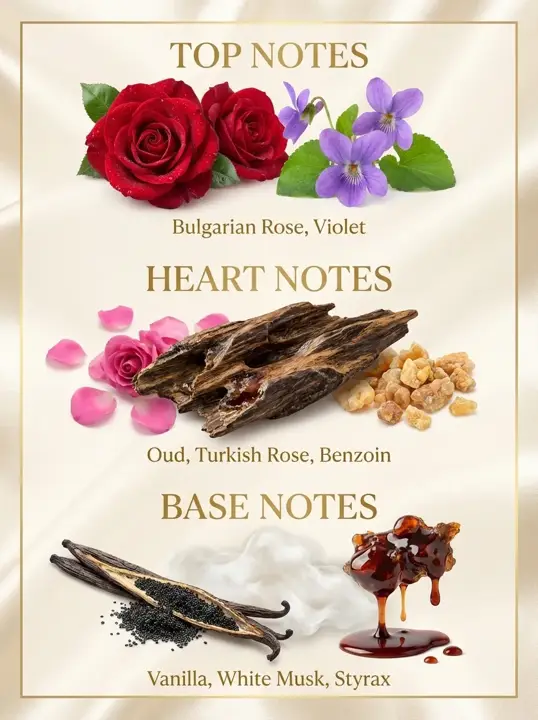 TOP NOTES
Bulgarian Rose, Violet
HEART NOTES
Oud, Turkish Rose, Benzoin
BASE NOTES
Vanilla, White Musk, Styrax